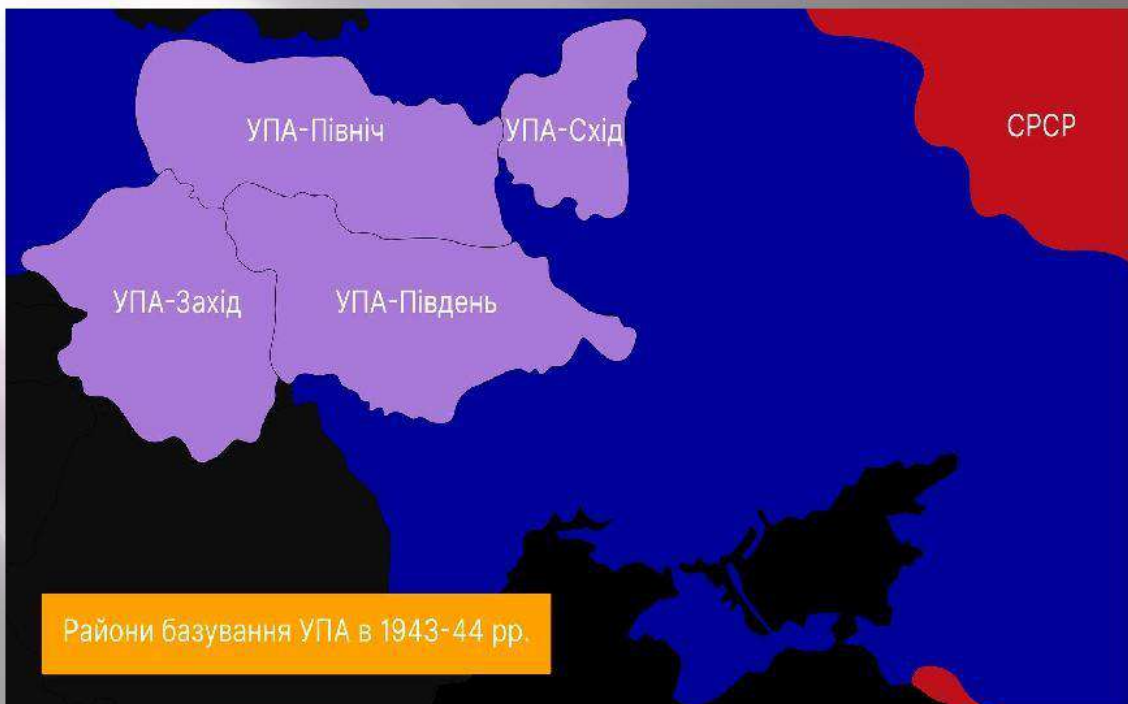 УПА-Північ
УПА-Схід
СРСР
УПА-Захід
УПА-Південь
Райони базування УПА в 1943-44 рр.